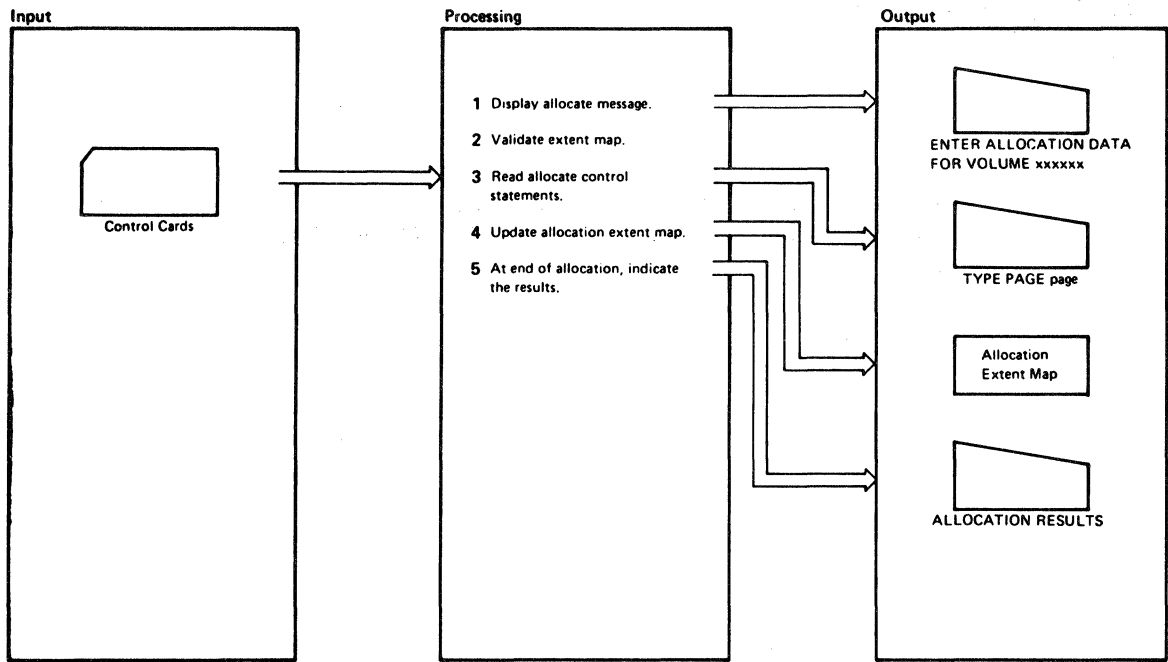 Input
Control Cards
Processing
1 Display allocate message.
2 Validate extent map.
3 Read allocate control
statements.
4 Update allocation extent map.
5 At end of allocation, indicate
the results.
Output
ENTER ALLOCATION DATA
FOR VOLUME xxxxxx
TYPE PAGE page
Allocation
Extent Map
ALLOCATION RESULTS